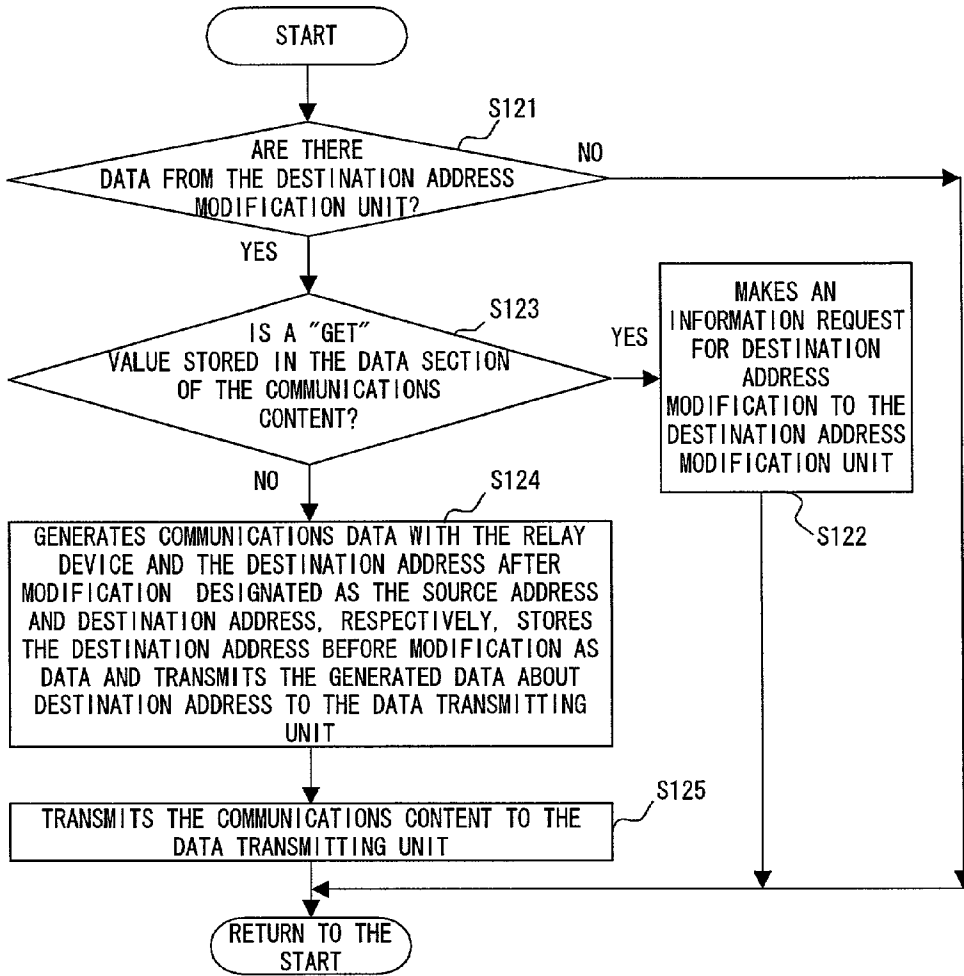 START
S121
ARE THERE
DATA FROM THE DESTINATION ADDRESS
MODIFICATION UNIT?
NO
YES
S123
IS A "GET"
VALUE STORED IN THE DATA SECTION
OF THE COMMUNICATIONS
CONTENT?
YES
MAKES AN
INFORMATION REQUEST
FOR DESTINATION
ADDRESS
MODIFICATION TO THE
DESTINATION ADDRESS
MODIFICATION UNIT
S122
NO
S124
GENERATES COMMUNICATIONS DATA WITH THE RELAY
DEVICE AND THE DESTINATION ADDRESS AFTER
MODIFICATION DESIGNATED AS THE SOURCE ADDRESS
AND DESTINATION ADDRESS, RESPECTIVELY, STORES
THE DESTINATION ADDRESS BEFORE MODIFICATION AS
DATA AND TRANSMITS THE GENERATED DATA ABOUT
DESTINATION ADDRESS TO THE DATA TRANSMITTING
UNIT
S125
TRANSMITS THE COMMUNICATIONS CONTENT TO THE
DATA TRANSMITTING UNIT
RETURN TO THE
START